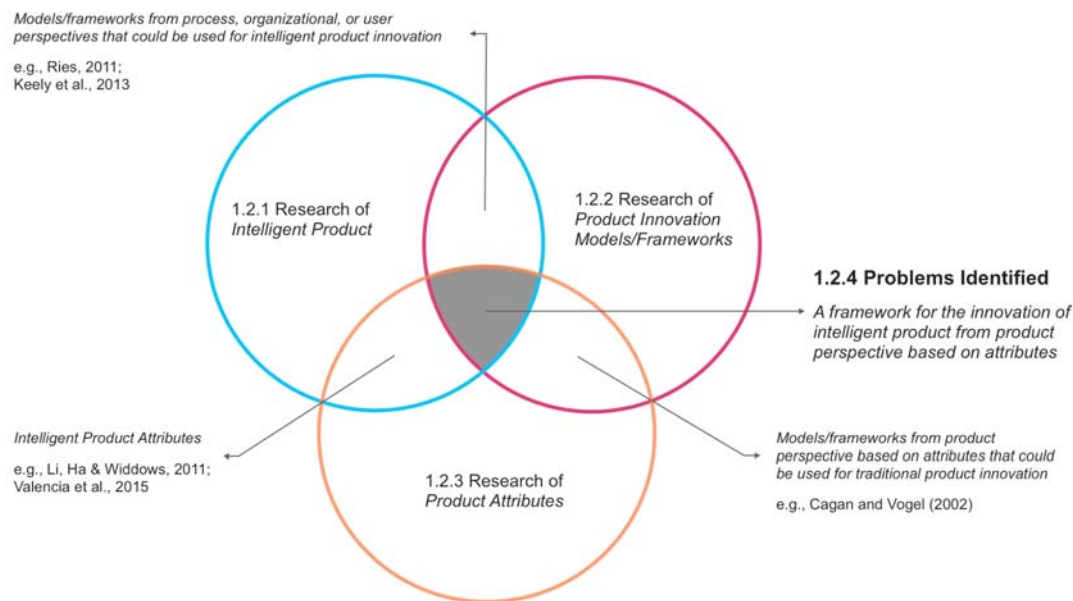 Models/frameworks from process, organizational, or user
perspectives that could be used for intelligent product innovation
e.g., Ries, 2011;
Keely et al., 2013
1.2.1 Research of
Intelligent Product
1.2.2 Research of
Product Innovation
Models/Frameworks
1.2.4 Problems Identified
A framework for the innovation of
intelligent product from product
perspective based on attributes
Intelligent Product Attributes
e.g., Li, Ha & Widdows, 2011;
Valencia et al., 2015
1.2.3 Research of
Product Attributes
Models/frameworks from product
perspective based on attributes that could
be used for traditional product innovation
e.g., Cagan and Vogel (2002)